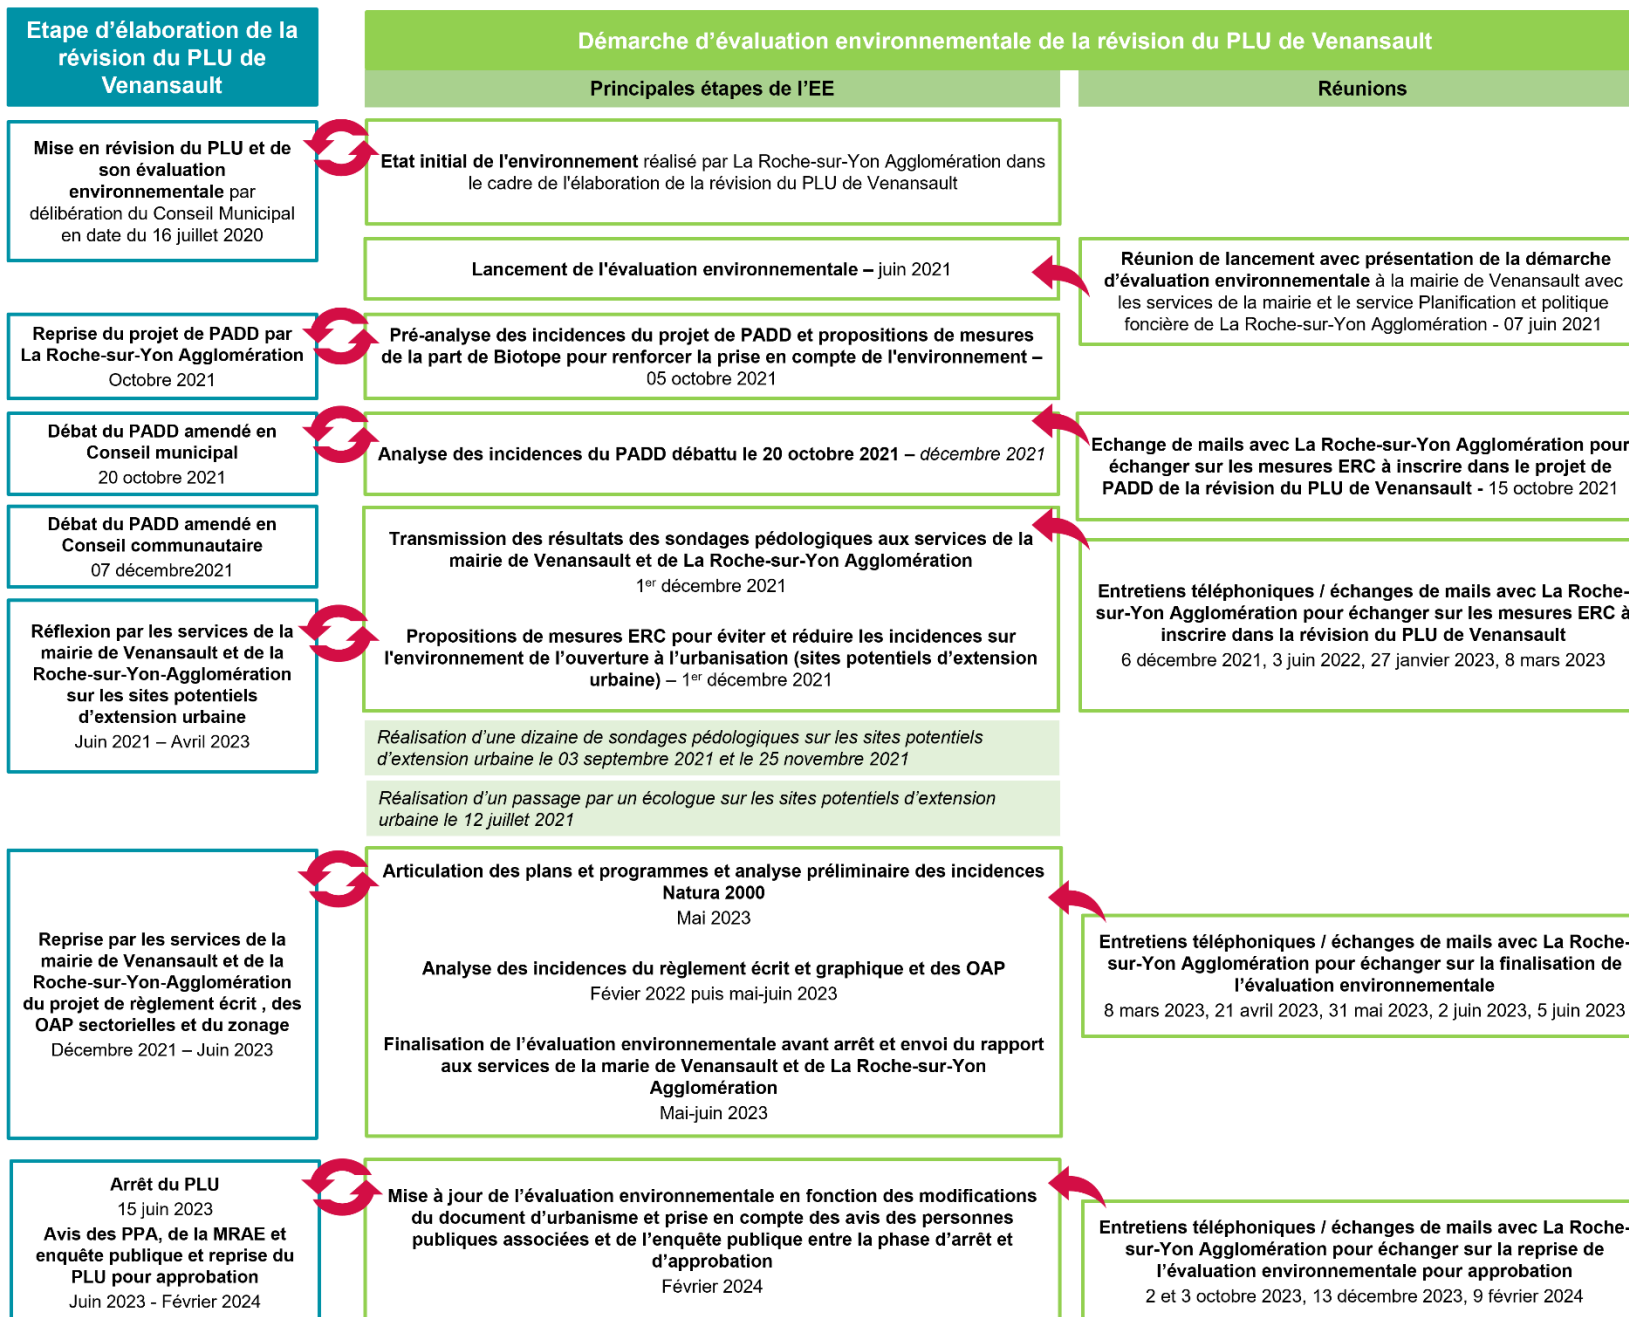 Etape d’élaboration de la
révision du PLU de
Venansault
Démarche d’évaluation environnementale de la révision du PLU de Venansault
Principales étapes de l’EE
Réunions
Mise en révision du PLU et de
son évaluation
environnementale par
délibération du Conseil Municipal
en date du 16 juillet 2020
Etat initial de l'environnement réalisé par La Roche-sur-Yon Agglomération dans
le cadre de l'élaboration de la révision du PLU de Venansault
Lancement de l'évaluation environnementale – juin 2021
Réunion de lancement avec présentation de la démarche
d’évaluation environnementale à la mairie de Venansault avec
les services de la mairie et le service Planification et politique
foncière de La Roche-sur-Yon Agglomération - 07 juin 2021
Reprise du projet de PADD par
La Roche-sur-Yon Agglomération
Octobre 2021
Pré-analyse des incidences du projet de PADD et propositions de mesures
de la part de Biotope pour renforcer la prise en compte de l'environnement –
05 octobre 2021
Débat du PADD amendé en
Conseil municipal
20 octobre 2021
Analyse des incidences du PADD débattu le 20 octobre 2021 – décembre 2021
Echange de mails avec La Roche-sur-Yon Agglomération pour
échanger sur les mesures ERC à inscrire dans le projet de
PADD de la révision du PLU de Venansault - 15 octobre 2021
Débat du PADD amendé en
Conseil communautaire
07 décembre2021
Transmission des résultats des sondages pédologiques aux services de la
mairie de Venansault et de La Roche-sur-Yon Agglomération
1er décembre 2021
Propositions de mesures ERC pour éviter et réduire les incidences sur
l'environnement de l’ouverture à l’urbanisation (sites potentiels d’extension
urbaine) – 1er décembre 2021
Entretiens téléphoniques / échanges de mails avec La Roche-
sur-Yon Agglomération pour échanger sur les mesures ERC à
inscrire dans la révision du PLU de Venansault
6 décembre 2021, 3 juin 2022, 27 janvier 2023, 8 mars 2023
Réflexion par les services de la
mairie de Venansault et de la
Roche-sur-Yon-Agglomération
sur les sites potentiels
d’extension urbaine
Juin 2021 – Avril 2023
Réalisation d’une dizaine de sondages pédologiques sur les sites potentiels
d’extension urbaine le 03 septembre 2021 et le 25 novembre 2021
Réalisation d’un passage par un écologue sur les sites potentiels d’extension
urbaine le 12 juillet 2021
Reprise par les services de la
mairie de Venansault et de la
Roche-sur-Yon-Agglomération
du projet de règlement écrit , des
OAP sectorielles et du zonage
Décembre 2021 – Juin 2023
Articulation des plans et programmes et analyse préliminaire des incidences
Natura 2000
Mai 2023
Analyse des incidences du règlement écrit et graphique et des OAP
Févier 2022 puis mai-juin 2023
Finalisation de l’évaluation environnementale avant arrêt et envoi du rapport
aux services de la marie de Venansault et de La Roche-sur-Yon
Agglomération
Mai-juin 2023
Entretiens téléphoniques / échanges de mails avec La Roche-
sur-Yon Agglomération pour échanger sur la finalisation de
l’évaluation environnementale
8 mars 2023, 21 avril 2023, 31 mai 2023, 2 juin 2023, 5 juin 2023
Arrêt du PLU
15 juin 2023
Avis des PPA, de la MRAE et
enquête publique et reprise du
PLU pour approbation
Juin 2023 - Février 2024
Mise à jour de l’évaluation environnementale en fonction des modifications
du document d’urbanisme et prise en compte des avis des personnes
publiques associées et de l’enquête publique entre la phase d’arrêt et
d’approbation
Février 2024
Entretiens téléphoniques / échanges de mails avec La Roche-
sur-Yon Agglomération pour échanger sur la reprise de
l’évaluation environnementale pour approbation
2 et 3 octobre 2023, 13 décembre 2023, 9 février 2024